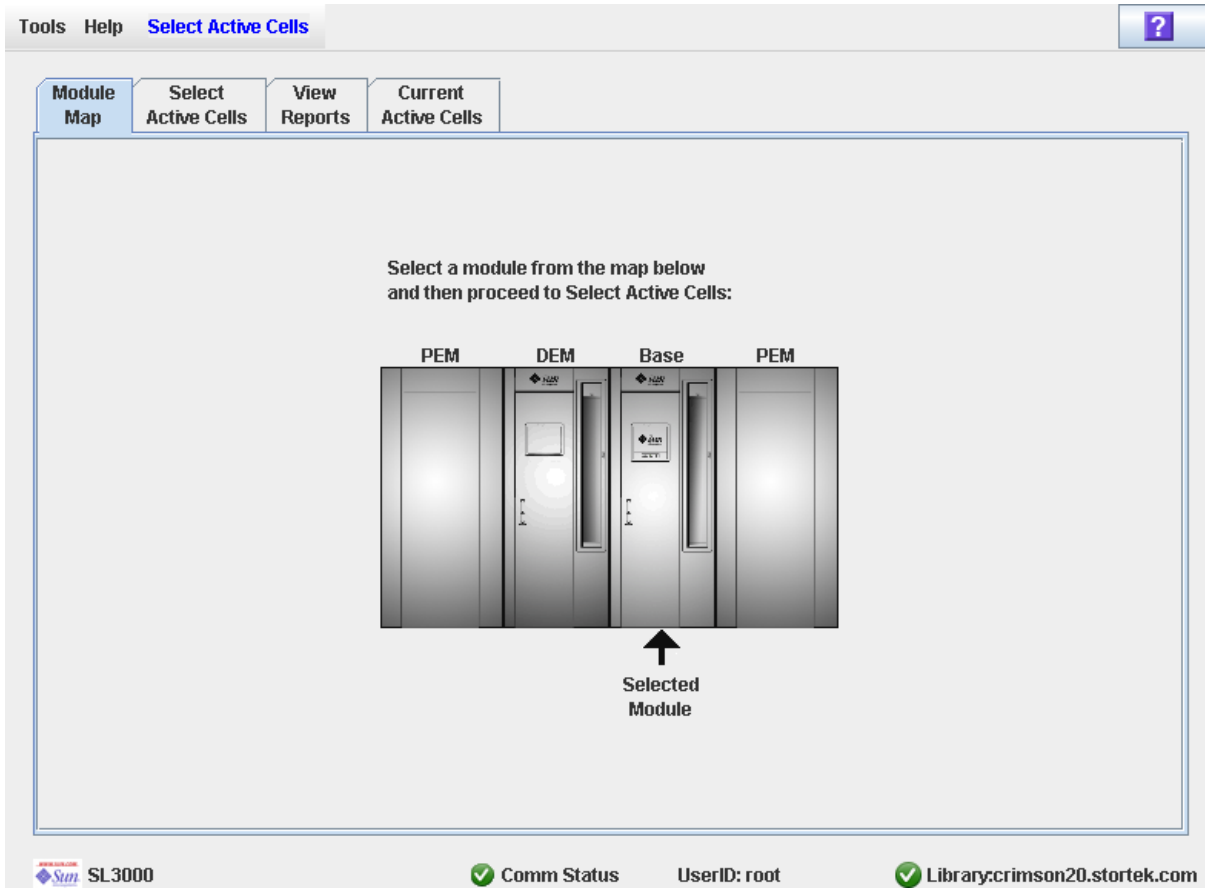 Tools Help Select Active Cells ?
Module Map
Select Active Cells
View Reports
Current Active Cells
Select a module from the map below
and then proceed to Select Active Cells:
PEM DEM Base PEM
Sun
Selected
Module
Sun SL3000 Comm Status UserID: root Library:crimson20.stortek.com